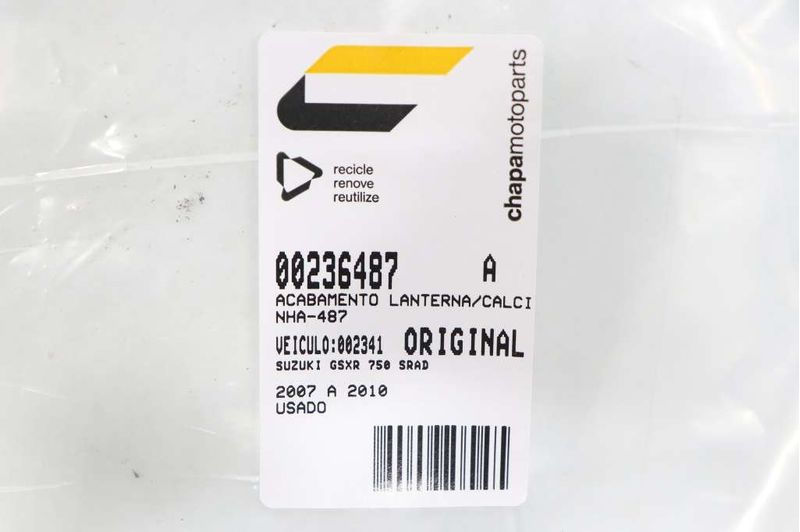 chapamotoparts
recicle
renove
reutilize
00236487 A
ACABAMENTO LANTERNA/CALCI
NHA-487
VEICULO:002341 ORIGINAL
SUZUKI GSXR 750 SRAD
2007 A 2010
USADO